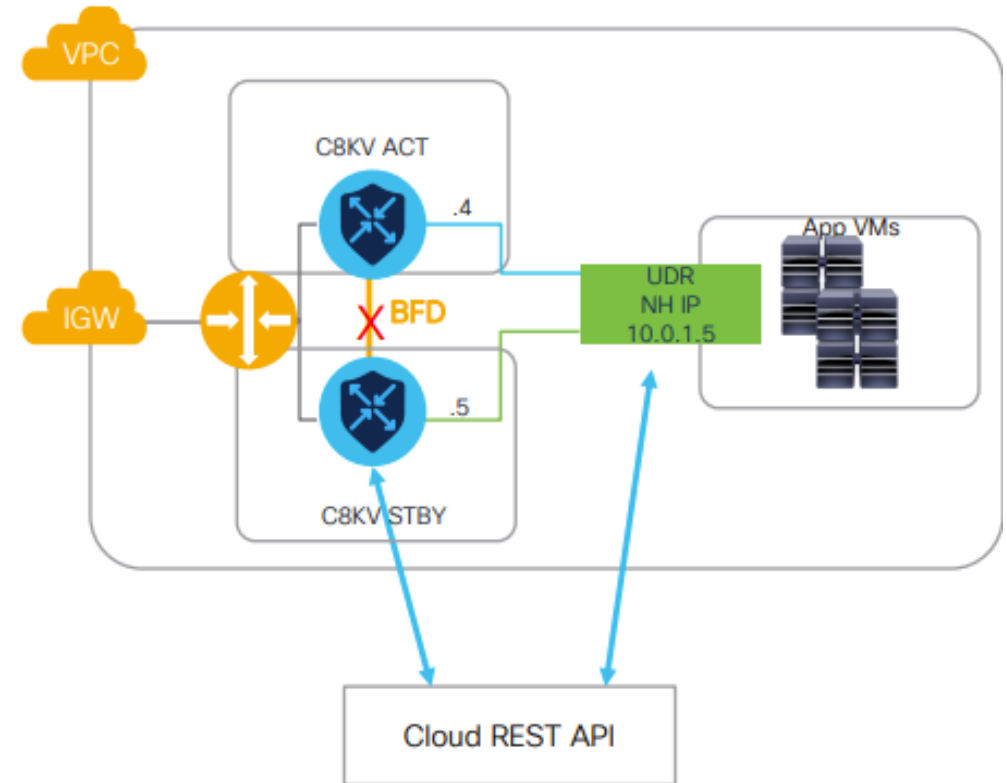 VPC
C8KV ACT
.4
App VMs
UDR
NH IP
10.0.1.5
IGW
X BFD
.5
C8KV STBY
Cloud REST API